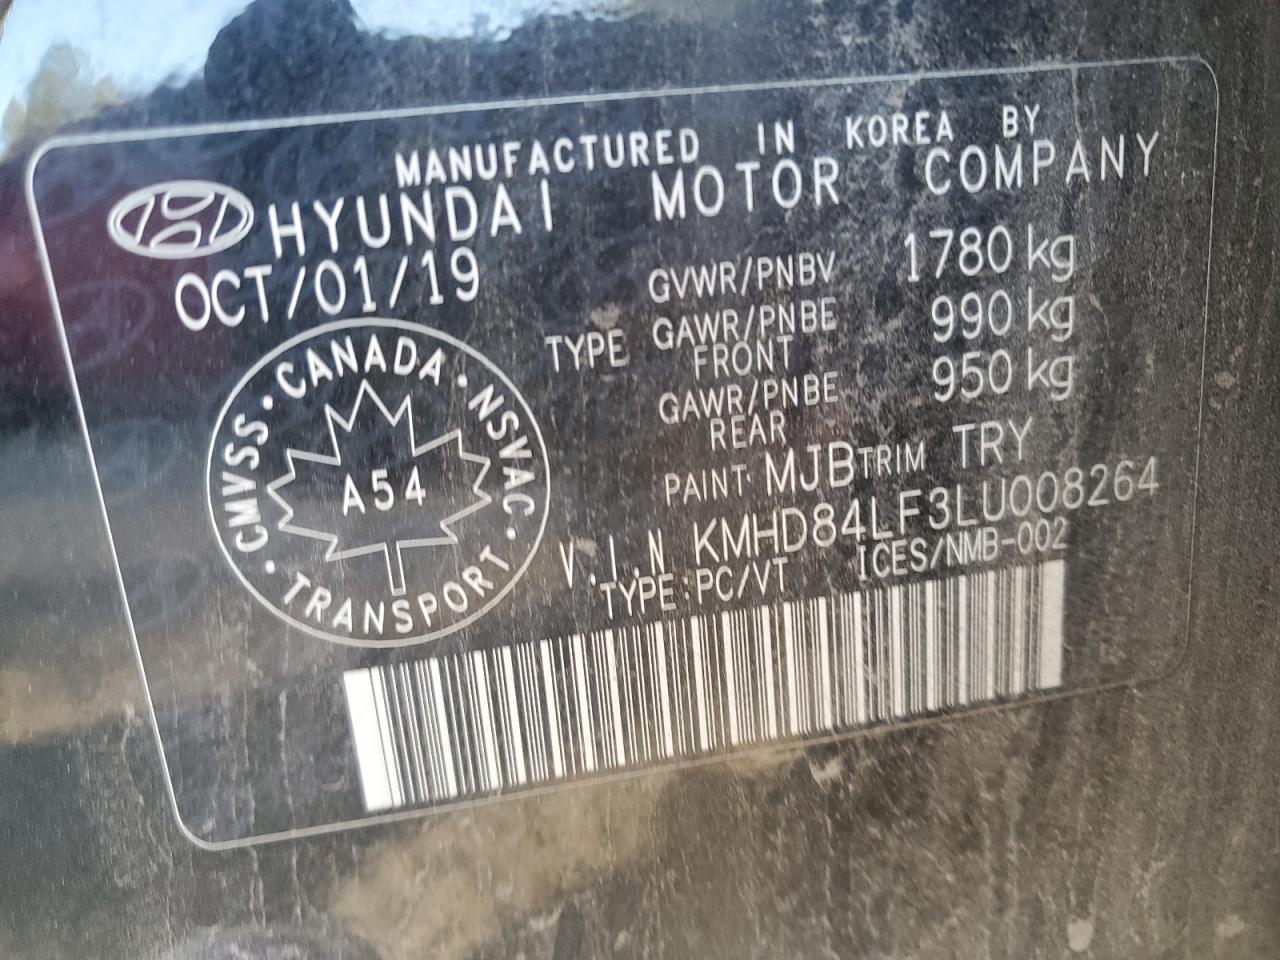 MANUFACTURED IN KOREA BY
HYUNDAI MOTOR COMPANY
OCT/01/19
GVWR/PNBV 1780 kg
TYPE GAWR/PNBE FRONT 990 kg
GAWR/PNBE REAR 950 kg
PAINT MJB TRIM TRY
V.I.N KMHD84LF3LU008264
TYPE:PC/VT ICES/NMB-002
CMVSS · CANADA · NSVAC · TRANSPORT ·
A54